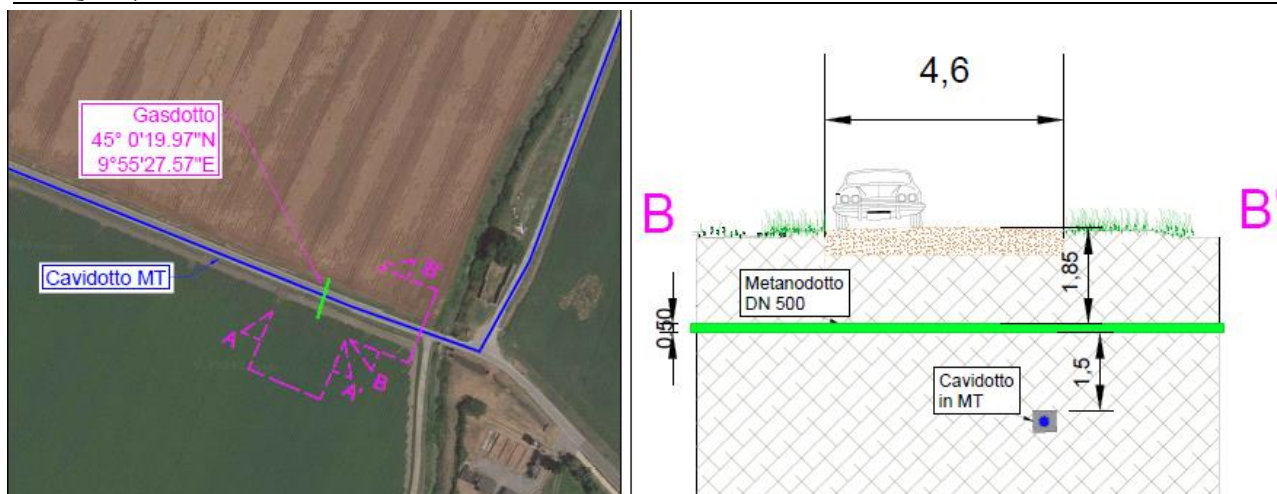 Gasdotto
45° 0'19.97"N
9°55'27.57"E
Cavidotto MT
A
A'
B
B'
4,6
B
B'
Metanodotto
DN 500
1,85
0,50
1,5
Cavidotto
in MT